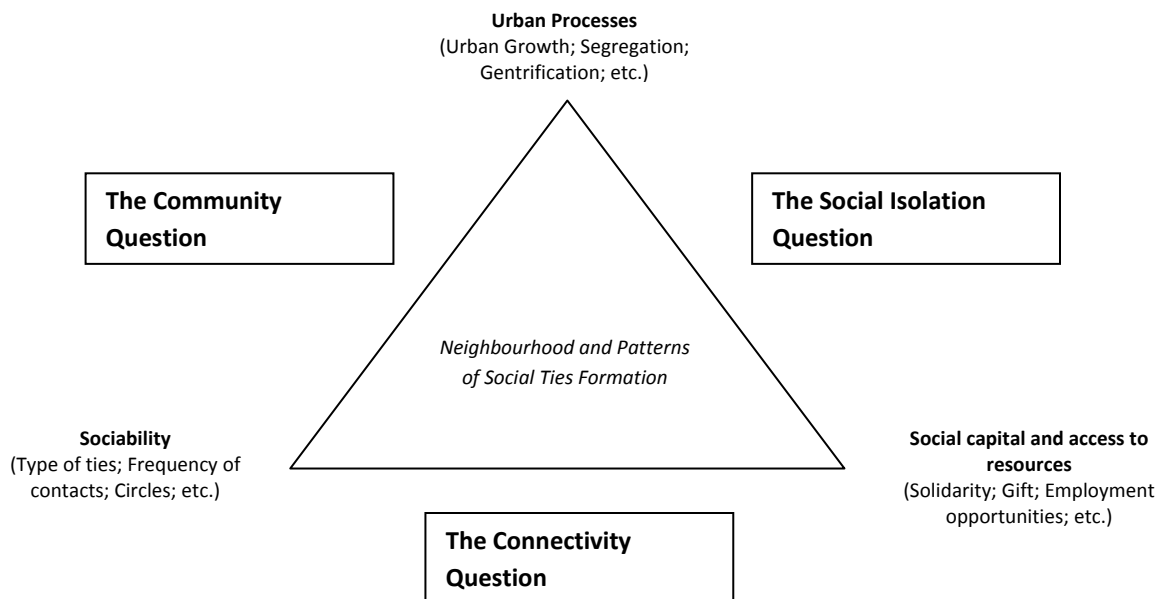 Urban Processes
(Urban Growth; Segregation;
Gentrification; etc.)
The Community
Question
The Social Isolation
Question
Neighbourhood and Patterns
of Social Ties Formation
Sociability
(Type of ties; Frequency of
contacts; Circles; etc.)
Social capital and access to
resources
(Solidarity; Gift; Employment
opportunities; etc.)
The Connectivity
Question